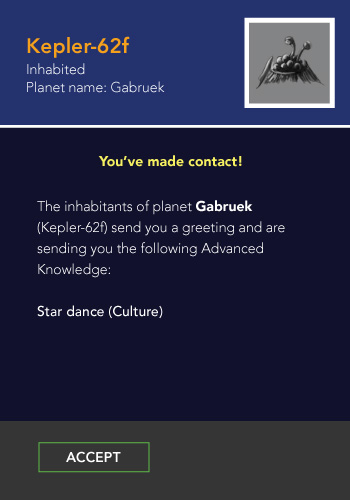 Kepler-62f
Inhabited
Planet name: Gabruek
You've made contact!
The inhabitants of planet Gabruek
(Kepler-62f) send you a greeting and are
sending you the following Advanced
Knowledge:
Star dance (Culture)
ACCEPT